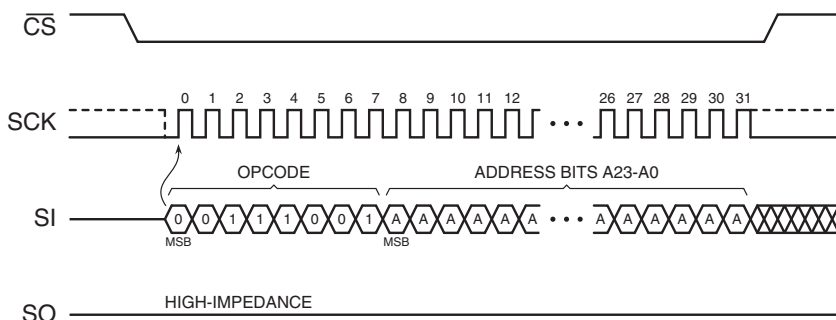 CS
0 1 2 3 4 5 6 7 8 9 10 11 12 26 27 28 29 30 31
SCK
OPCODE ADDRESS BITS A23-A0
SI 0 0 1 1 1 0 0 1 A A A A A A A A A A A A
MSB MSB
HIGH-IMPEDANCE
SO